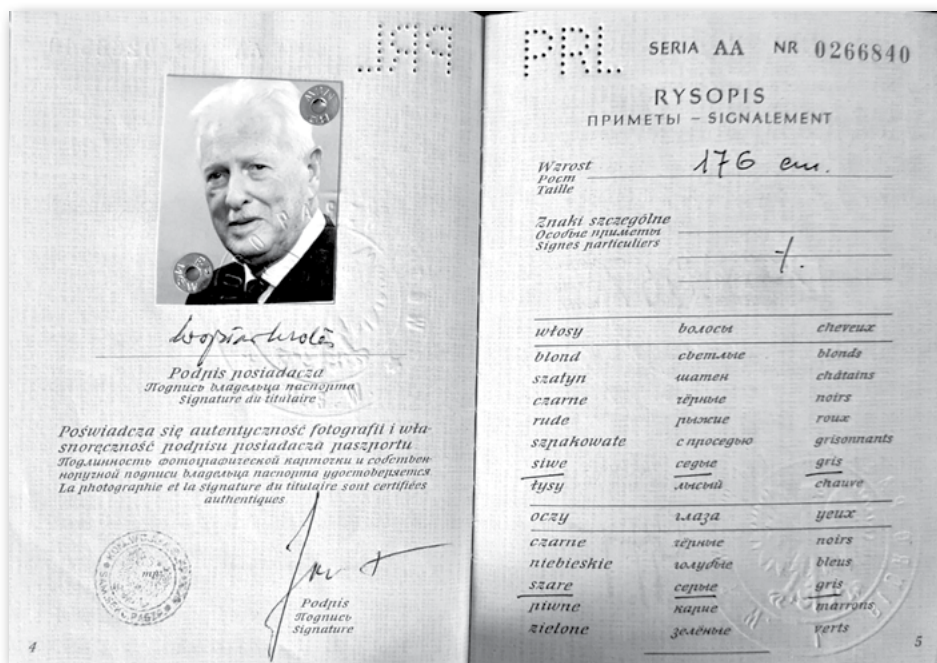 PRL
Podpis posiadacza
Подпись владельца паспорта
Signature du titulaire
Poświadcza się autentyczność fotografii i wła-
snoręczność podpisu posiadacza paszportu
Подлинность фотографической карточки и собствен-
норучной подписи владельца паспорта удостоверяется
La photographie et la signature du titulaire sont certifiées
authentiques
Podpis
Подпись
Signature
4
PRL SERIA AA NR 0266840
RYSOPIS
ПРИМЕТЫ – SIGNALEMENT
Wzrost 176 cm.
Рост
Taille
Znaki szczególne
Особые приметы
Signes particuliers
włosy волосы cheveux
blond светлые blonds
szatyn шатен châtains
czarne чёрные noirs
rude рыжие roux
szpakowate с проседью grisonnants
siwe седые gris
łysy лысый chauve
oczy глаза yeux
czarne чёрные noirs
niebieskie голубые bleus
szare серые gris
piwne карие marrons
zielone зелёные verts
5